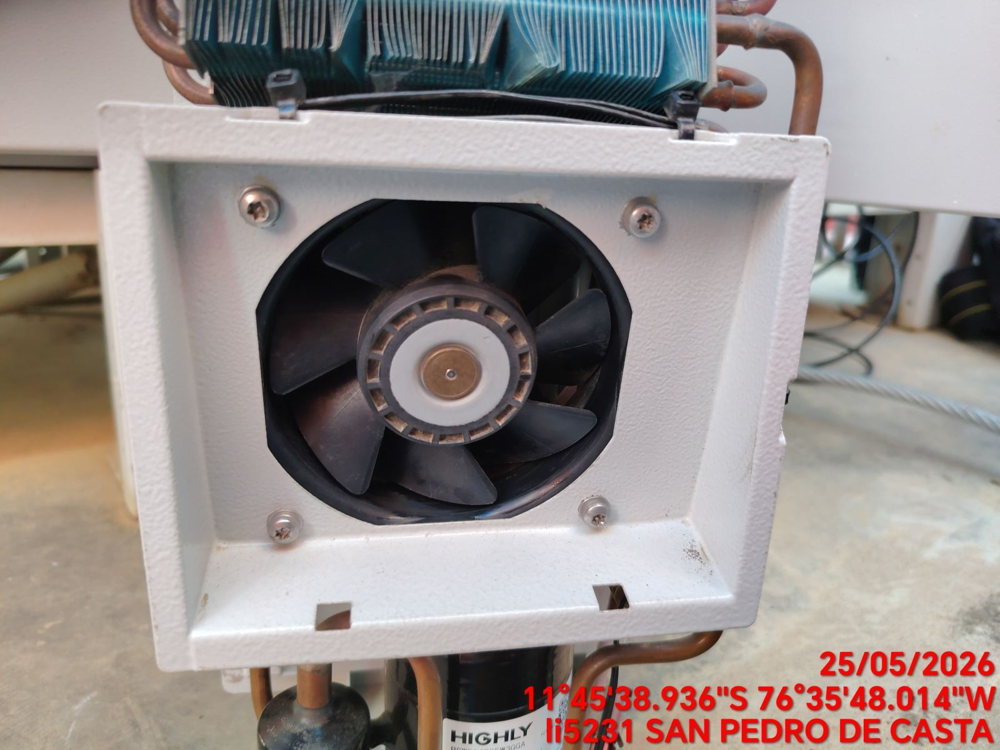 HIGHLY
25/05/2026
11°45'38.936"S 76°35'48.014"W
li5231 SAN PEDRO DE CASTA